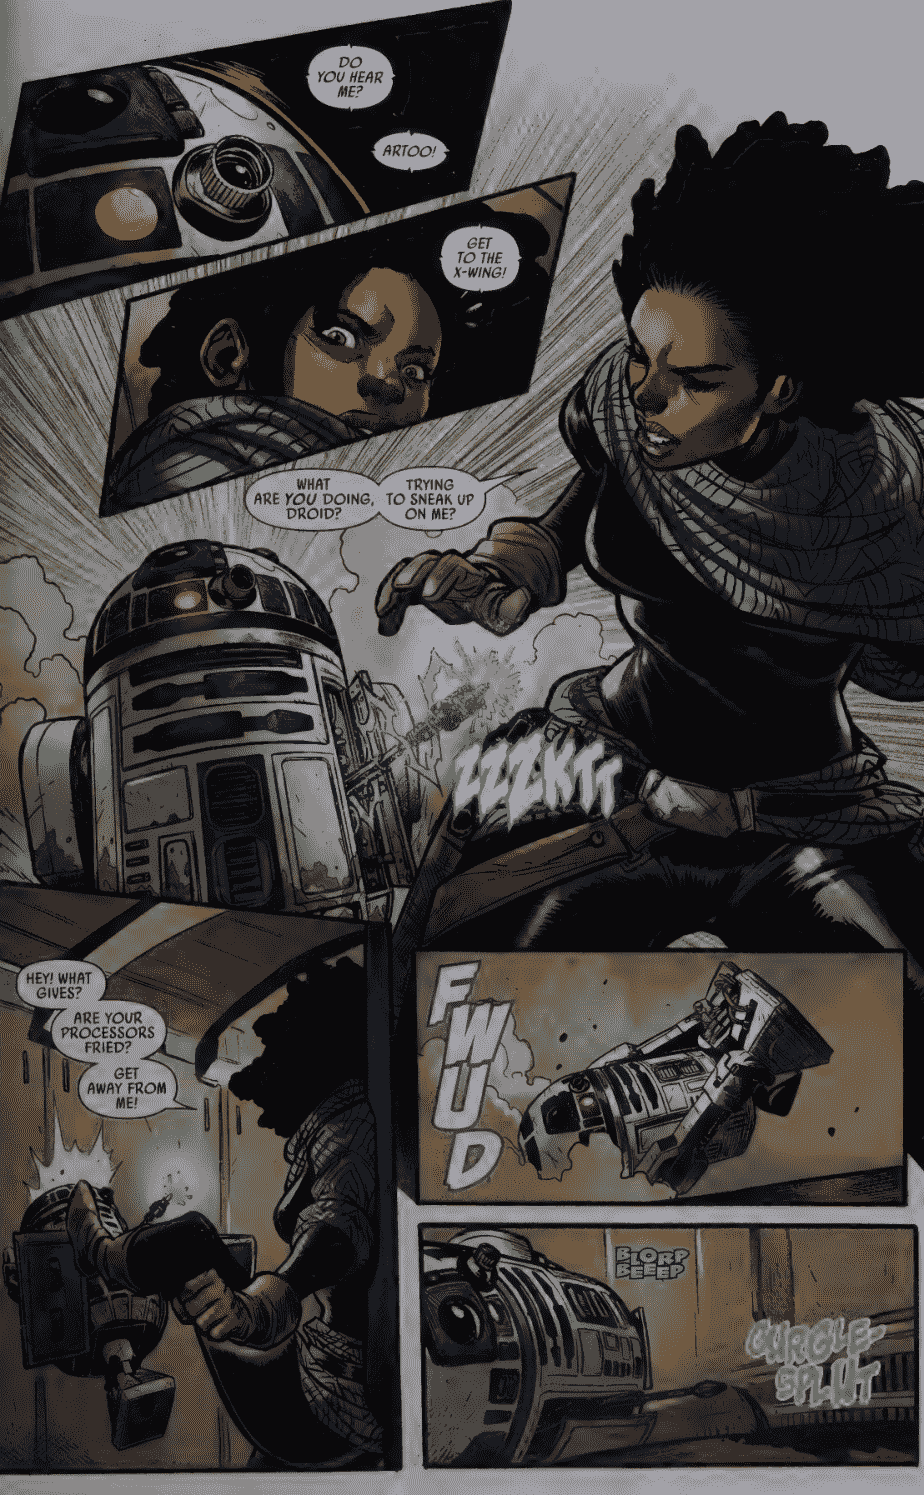 DO
YOU HEAR
ME?
ARTOO!
GET
TO THE
X-WING!
WHAT
ARE YOU DOING,
DROID?
TRYING
TO SNEAK UP
ON ME?
ZZZKTT
HEY! WHAT
GIVES?
ARE YOUR
PROCESSORS
FRIED?
GET
AWAY FROM
ME!
FWUD
BLORP
BEEEP
GURGLE-
SPLUT